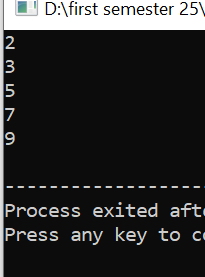 D:\first semester 25\
2
3
5
7
9
--------------------
Process exited afte
Press any key to co